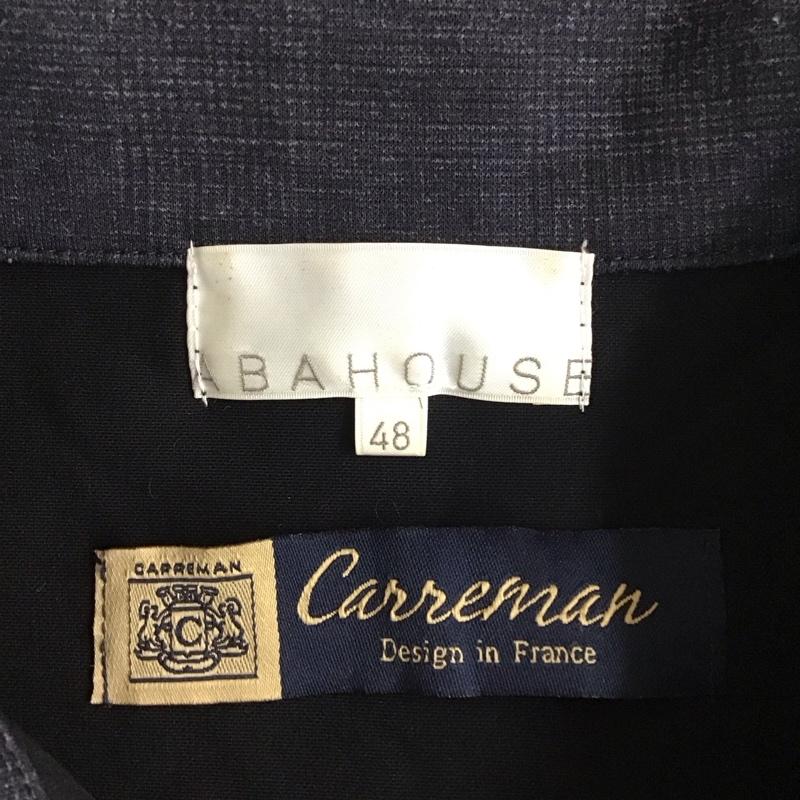 ABAHOUSE
48
CARREMAN
C
Carreman
Design in France